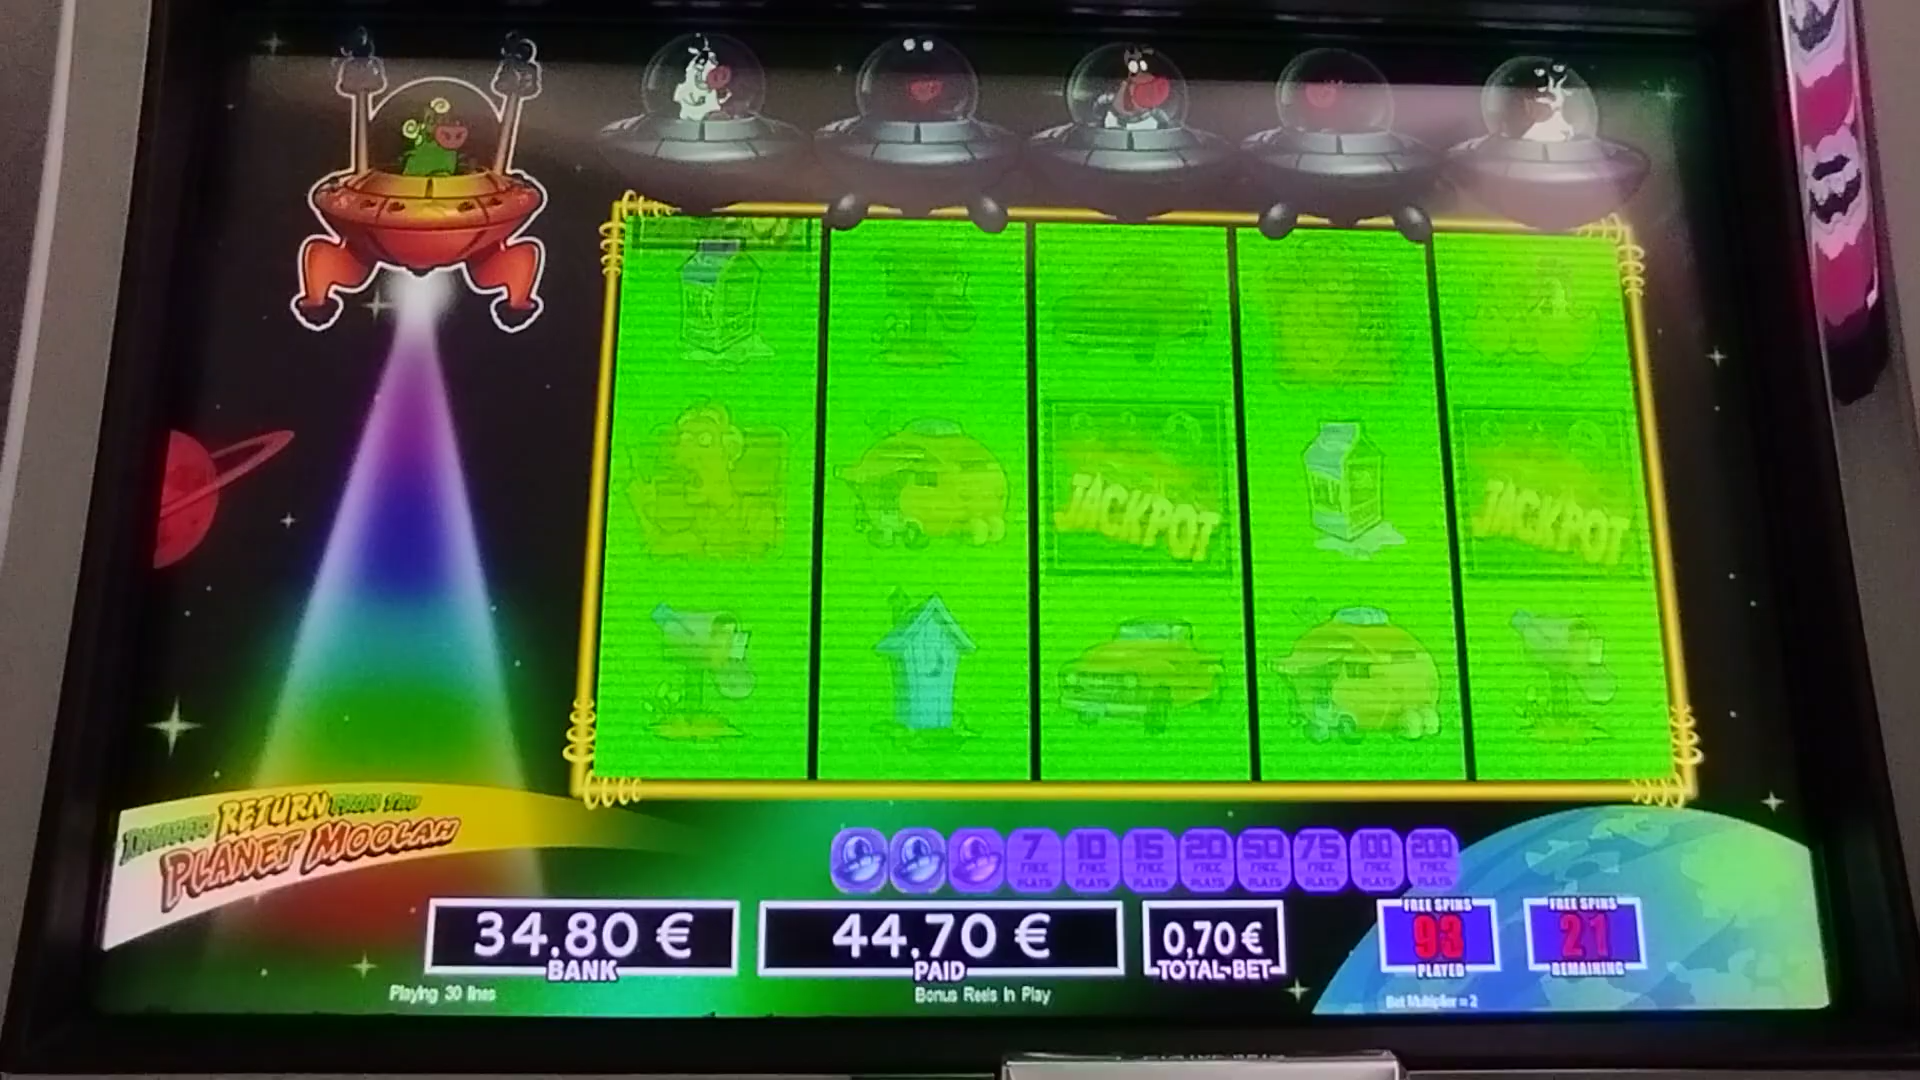 JACKPOT
JACKPOT
INVADERS RETURN FROM THE
PLANET MOOLAH
7 FREE PLAYS
10 FREE PLAYS
15 FREE PLAYS
20 FREE PLAYS
50 FREE PLAYS
75 FREE PLAYS
100 FREE PLAYS
200 FREE PLAYS
34.80 €
BANK
44.70 €
PAID
0,70 €
TOTAL BET
FREE SPINS
93
PLAYED
FREE SPINS
21
REMAINING
Playing 30 lines
Bonus Reels In Play
Bet Multiplier = 2